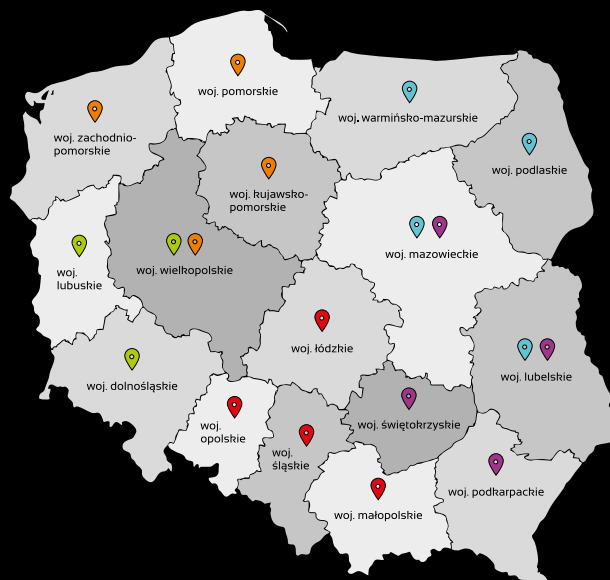 woj. pomorskie
woj. warmińsko-mazurskie
woj. zachodnio-
pomorskie
woj. podlaskie
woj. kujawsko-
pomorskie
woj. mazowieckie
woj.
lubuskie
woj. wielkopolskie
woj. łódzkie
woj. lubelskie
woj. dolnośląskie
woj.
opolskie
woj. świętokrzyskie
woj.
śląskie
woj. podkarpackie
woj. małopolskie